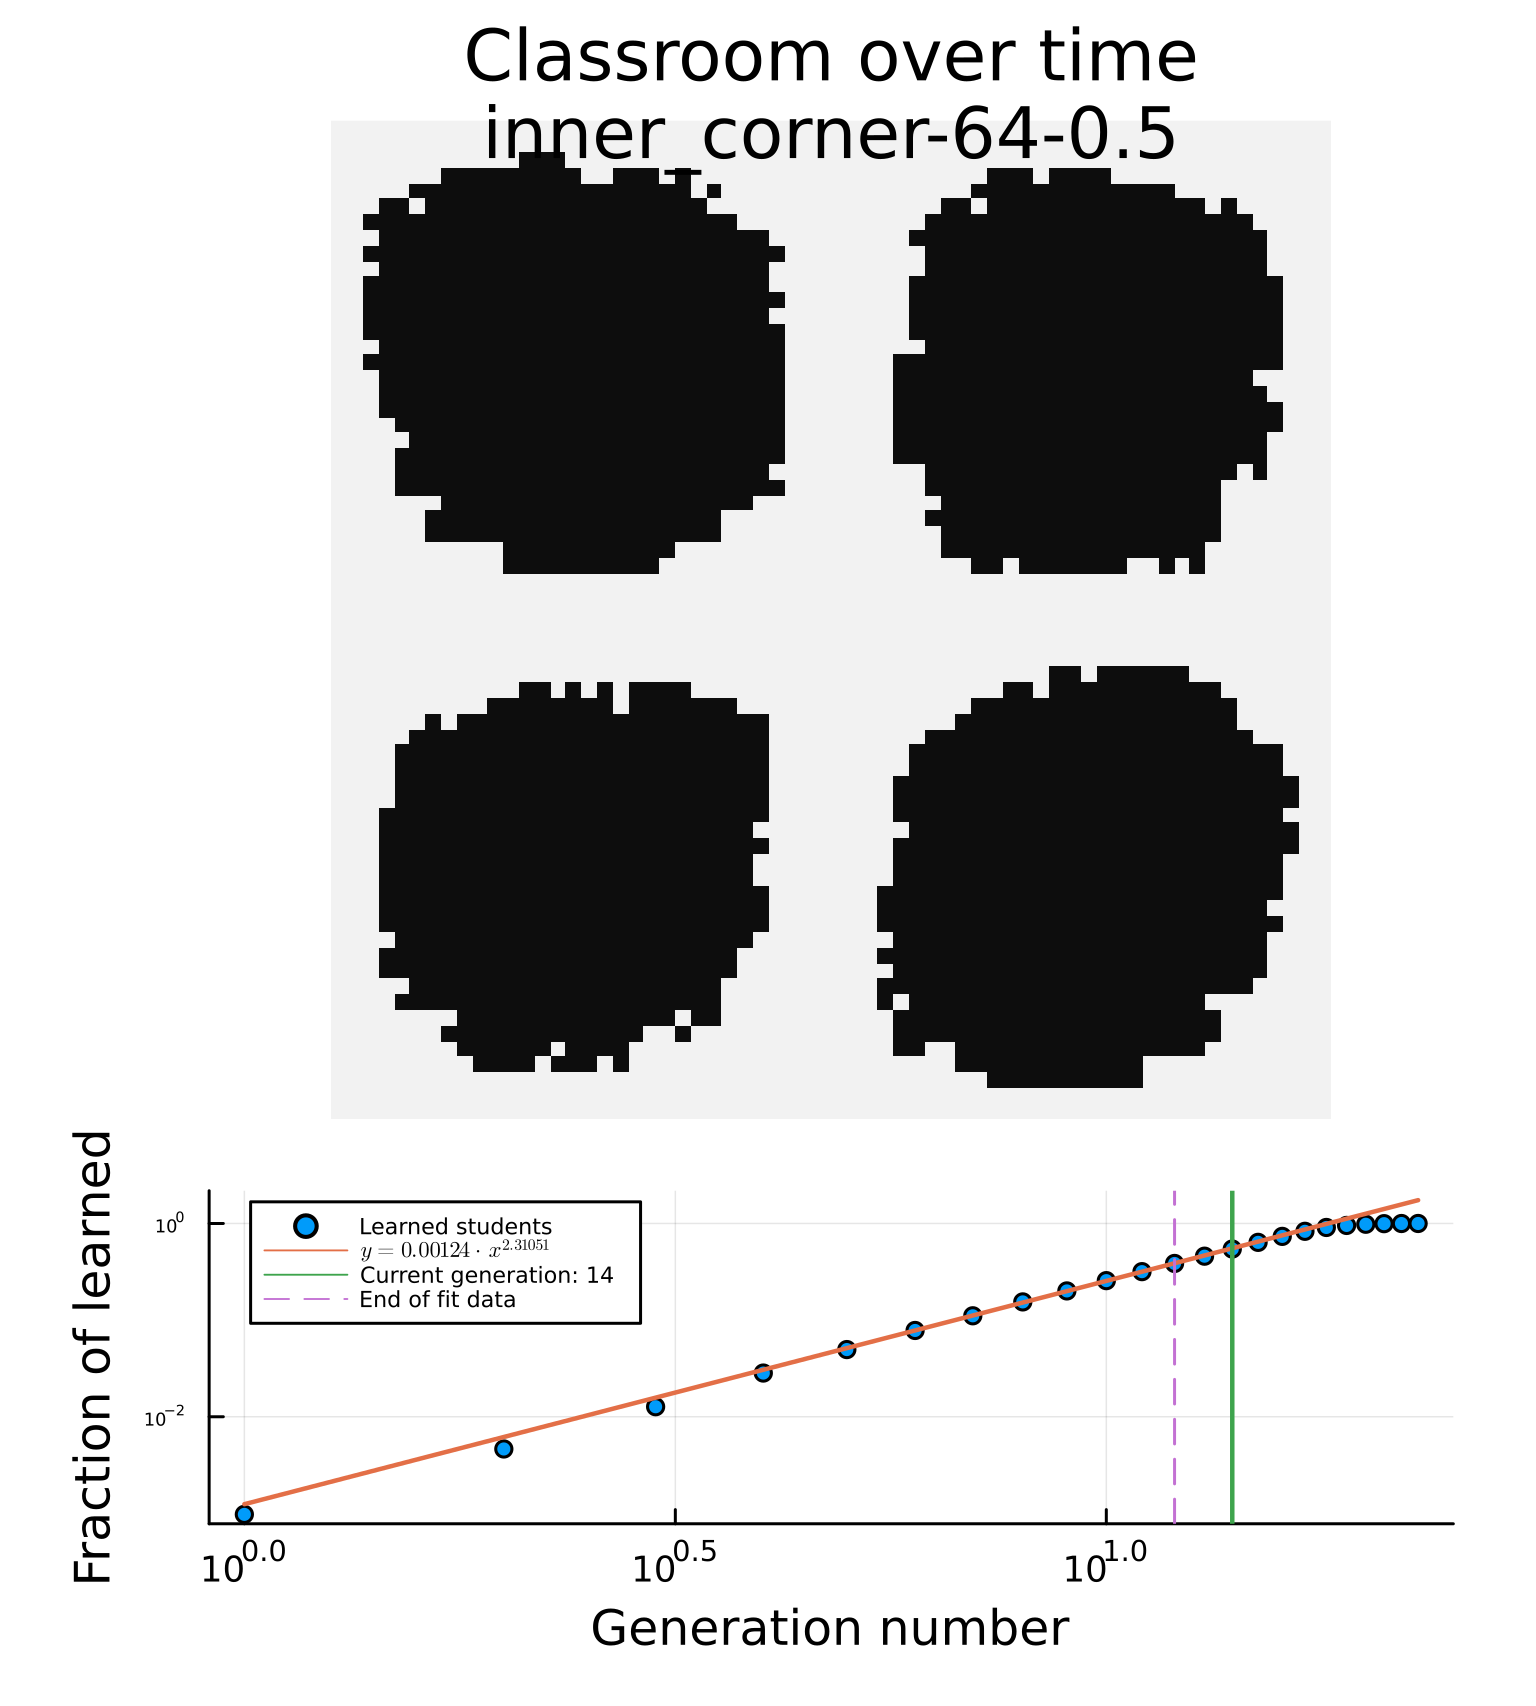 Classroom over time
inner_corner-64-0.5
Fraction of learned
10^0
10^-2
Learned students
y = 0.00124 · x^2.31051
Current generation: 14
End of fit data
10^0.0
10^0.5
10^1.0
Generation number